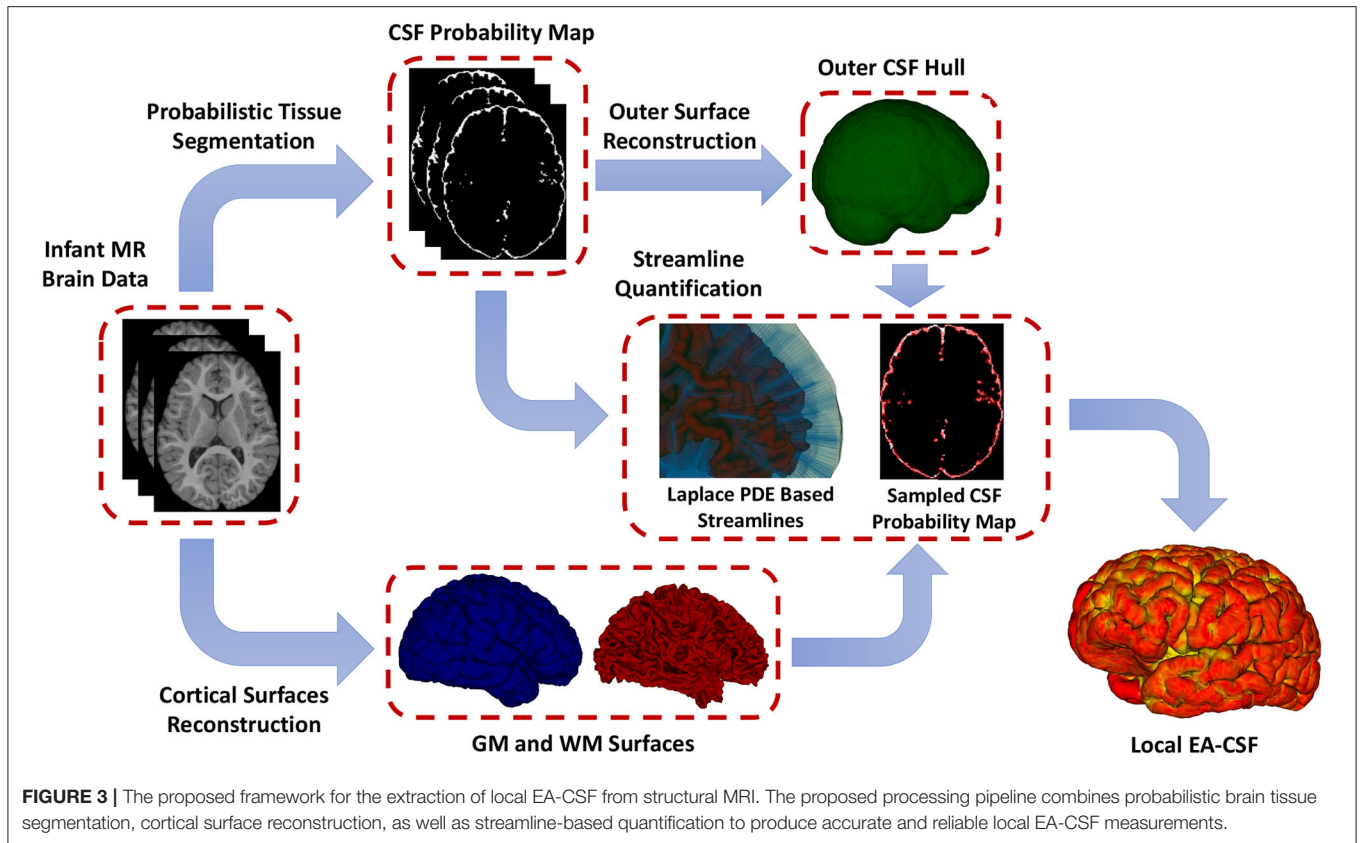 CSF Probability Map
Outer CSF Hull
Probabilistic Tissue
Segmentation
Outer Surface
Reconstruction
Infant MR
Brain Data
Streamline
Quantification
Laplace PDE Based
Streamlines
Sampled CSF
Probability Map
Cortical Surfaces
Reconstruction
GM and WM Surfaces
Local EA-CSF
FIGURE 3 | The proposed framework for the extraction of local EA-CSF from structural MRI. The proposed processing pipeline combines probabilistic brain tissue
segmentation, cortical surface reconstruction, as well as streamline-based quantification to produce accurate and reliable local EA-CSF measurements.